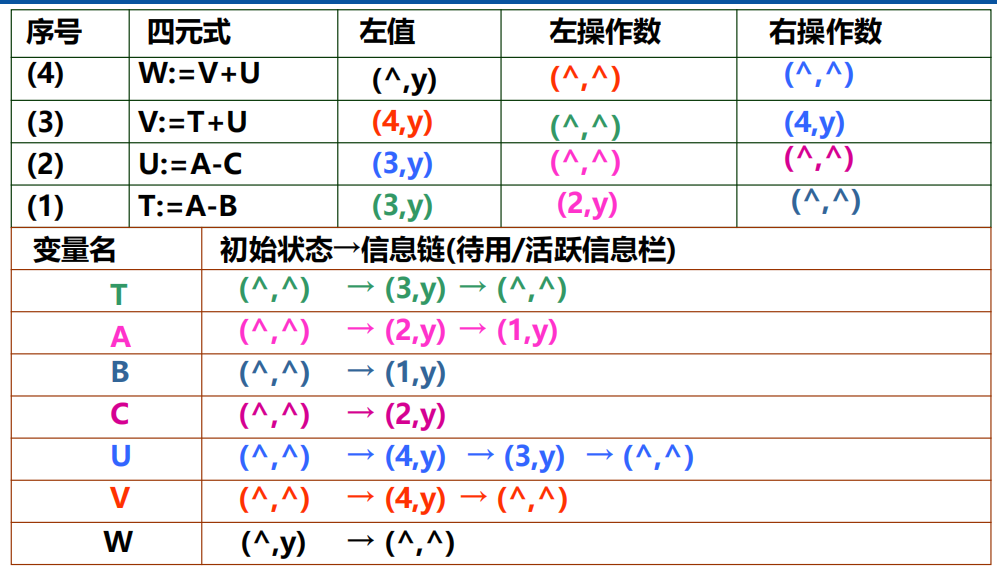 序号 四元式 左值 左操作数 右操作数
(4) W:=V+U (^,y) (^,^) (^,^)
(3) V:=T+U (4,y) (^,^) (4,y)
(2) U:=A-C (3,y) (^,^) (^,^)
(1) T:=A-B (3,y) (2,y) (^,^)
变量名 初始状态→信息链(待用/活跃信息栏)
T (^,^) → (3,y) → (^,^)
A (^,^) → (2,y) → (1,y)
B (^,^) → (1,y)
C (^,^) → (2,y)
U (^,^) → (4,y) → (3,y) → (^,^)
V (^,^) → (4,y) → (^,^)
W (^,y) → (^,^)